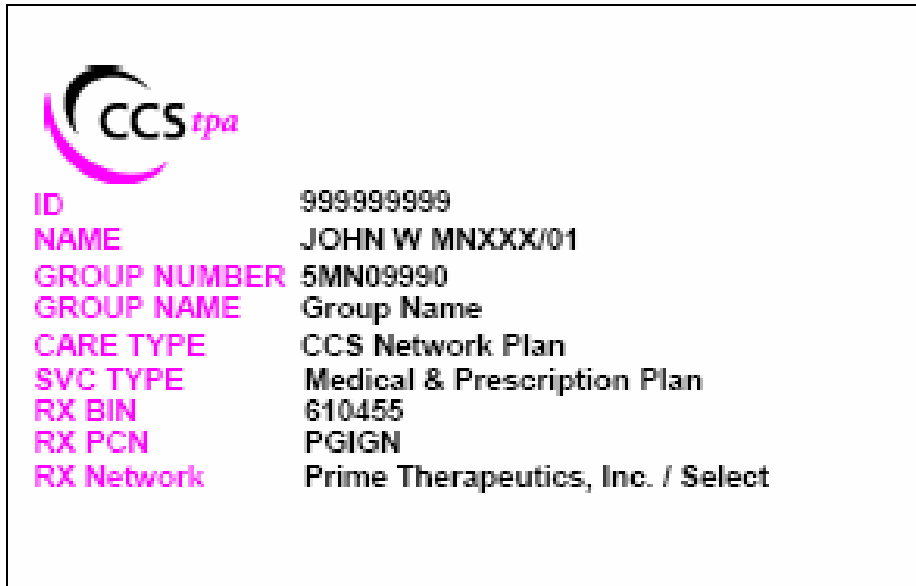 CCS tpa
ID 999999999
NAME JOHN W MNXXX/01
GROUP NUMBER 5MN09990
GROUP NAME Group Name
CARE TYPE CCS Network Plan
SVC TYPE Medical & Prescription Plan
RX BIN 610455
RX PCN PGIGN
RX Network Prime Therapeutics, Inc. / Select